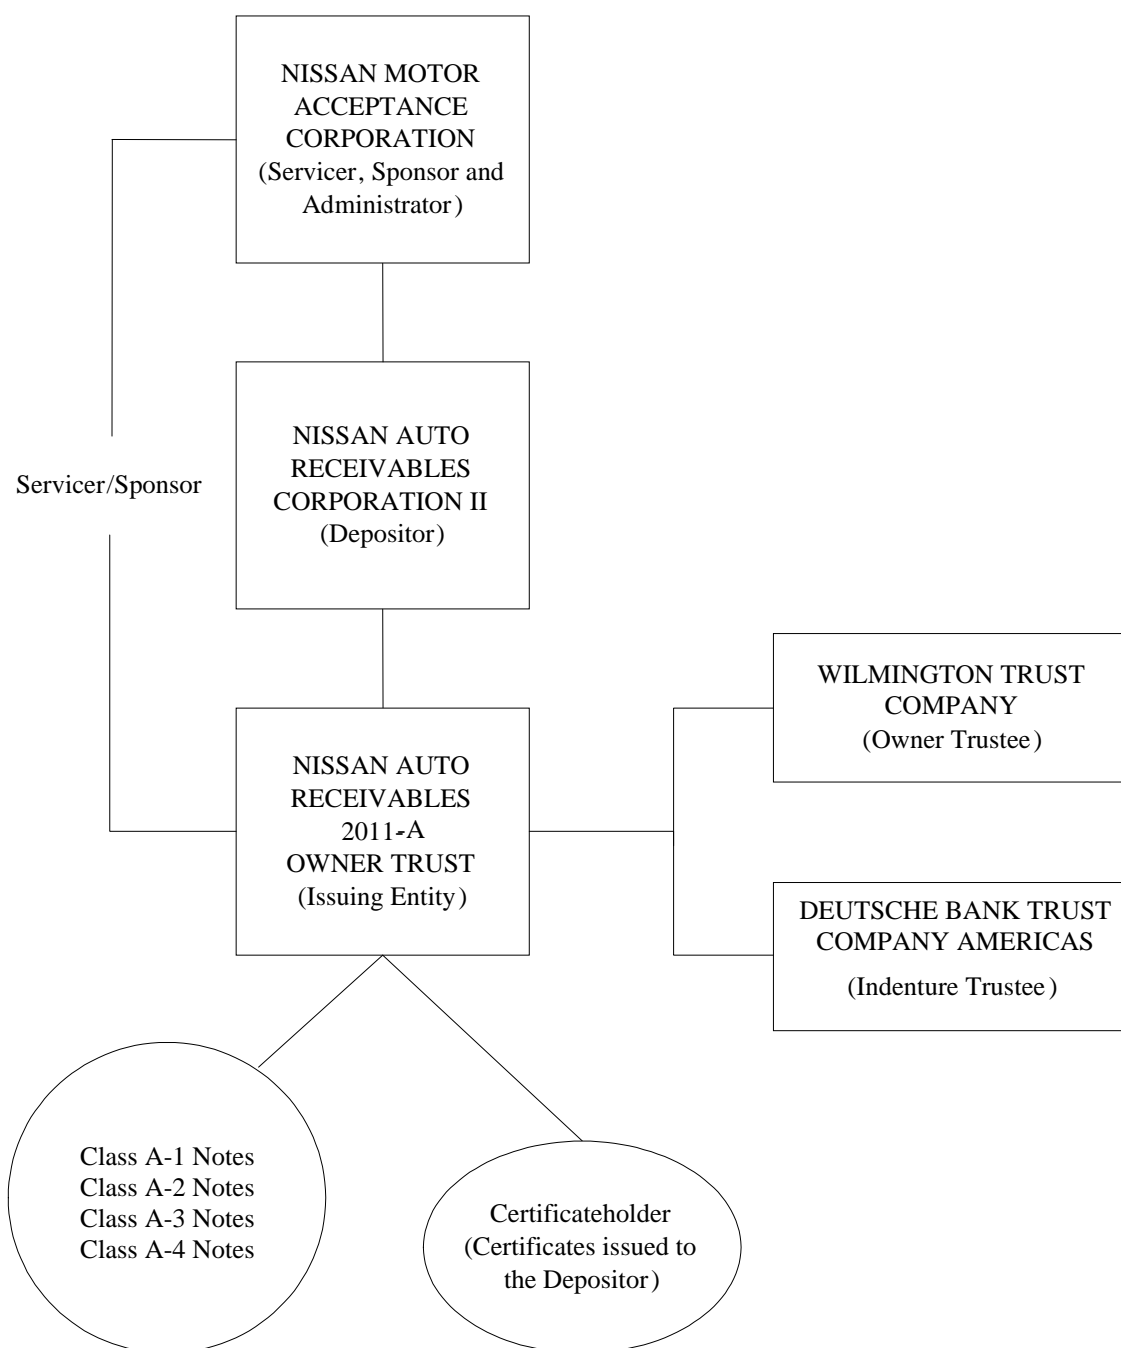 NISSAN MOTOR
ACCEPTANCE
CORPORATION
(Servicer, Sponsor and
Administrator)
NISSAN AUTO
RECEIVABLES
CORPORATION II
(Depositor)
Servicer/Sponsor
NISSAN AUTO
RECEIVABLES
2011-A
OWNER TRUST
(Issuing Entity)
WILMINGTON TRUST
COMPANY
(Owner Trustee)
DEUTSCHE BANK TRUST
COMPANY AMERICAS
(Indenture Trustee)
Class A-1 Notes
Class A-2 Notes
Class A-3 Notes
Class A-4 Notes
Certificateholder
(Certificates issued to
the Depositor)